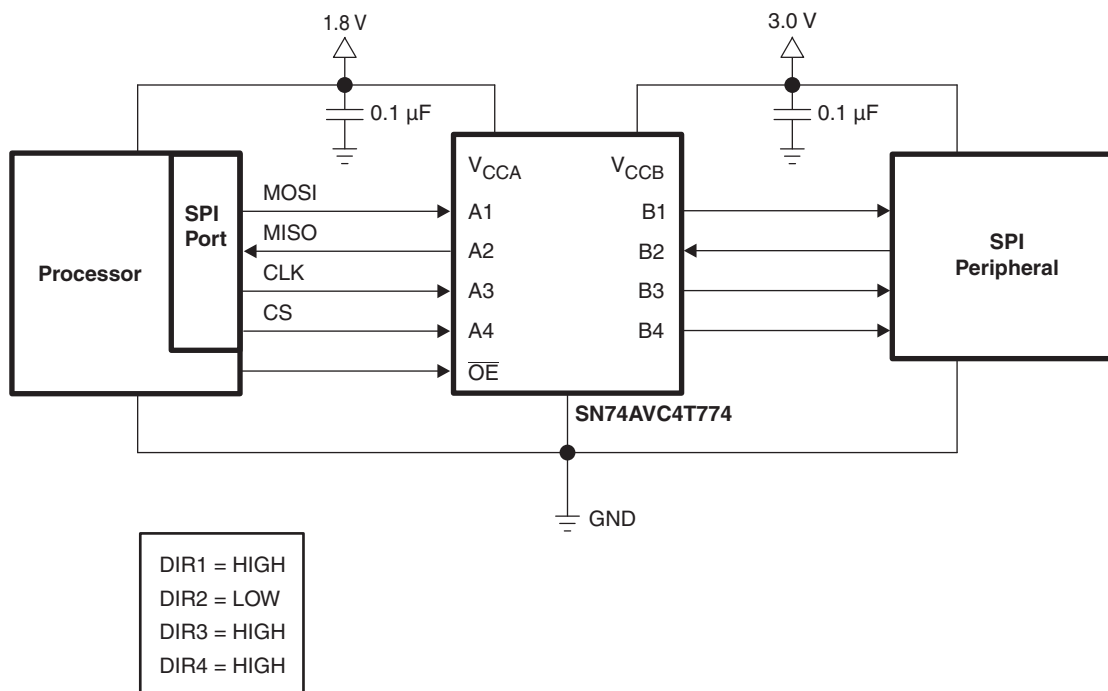 1.8 V
3.0 V
0.1 µF
0.1 µF
Processor
SPI
Port
MOSI
MISO
CLK
CS
VCCA
A1
A2
A3
A4
OE
VCCB
B1
B2
B3
B4
SN74AVC4T774
SPI
Peripheral
GND
DIR1 = HIGH
DIR2 = LOW
DIR3 = HIGH
DIR4 = HIGH